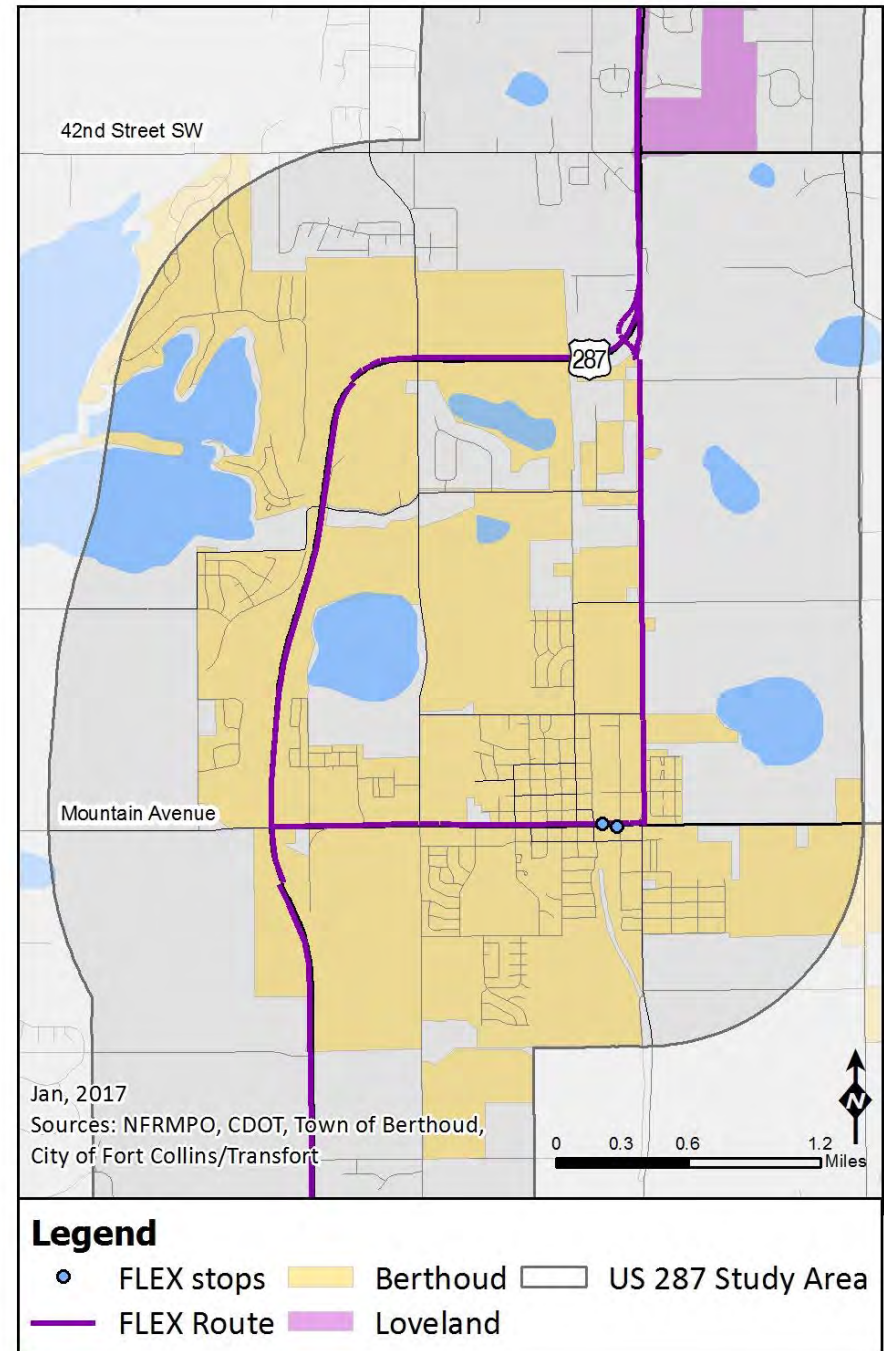 42nd Street SW
287
Mountain Avenue
Jan, 2017
Sources: NFRMPO, CDOT, Town of Berthoud,
City of Fort Collins/Transfort
N
0 0.3 0.6 1.2
Miles
Legend
FLEX stops Berthoud US 287 Study Area
FLEX Route Loveland